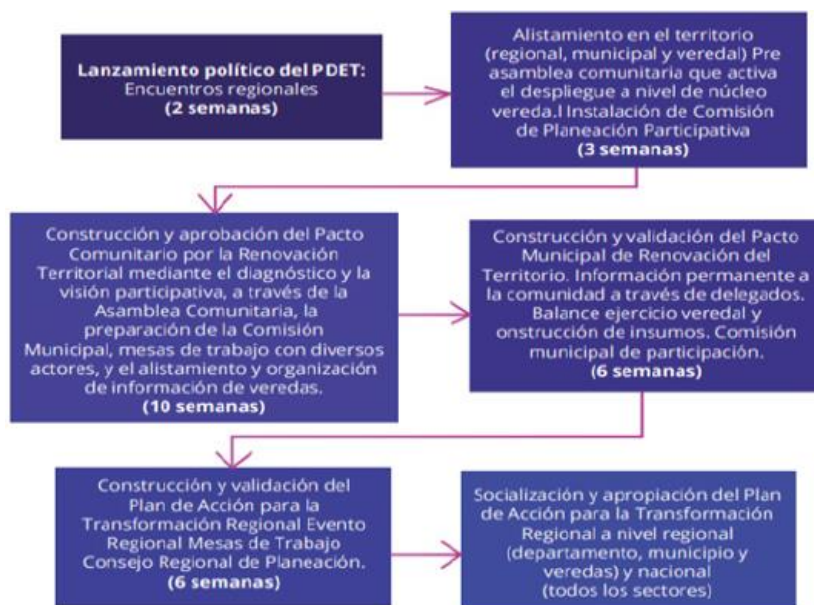 Lanzamiento político del PDET:
Encuentros regionales
(2 semanas)
Alistamiento en el territorio
(regional, municipal y veredal) Pre
asamblea comunitaria que activa
el despliegue a nivel de núcleo
vereda.l Instalación de Comisión
de Planeación Participativa
(3 semanas)
Construcción y aprobación del Pacto
Comunitario por la Renovación
Territorial mediante el diagnóstico y la
visión participativa, a través de la
Asamblea Comunitaria, la
preparación de la Comisión
Municipal, mesas de trabajo con diversos
actores, y el alistamiento y organización
de información de veredas.
(10 semanas)
Construcción y validación del Pacto
Municipal de Renovación del
Territorio. Información permanente a
la comunidad a través de delegados.
Balance ejercicio veredal y
onstrucción de insumos. Comisión
municipal de participación.
(6 semanas)
Construcción y validación del
Plan de Acción para la
Transformación Regional Evento
Regional Mesas de Trabajo
Consejo Regional de Planeación.
(6 semanas)
Socialización y apropiación del Plan
de Acción para la Transformación
Regional a nivel regional
(departamento, municipio y
veredas) y nacional
(todos los sectores)